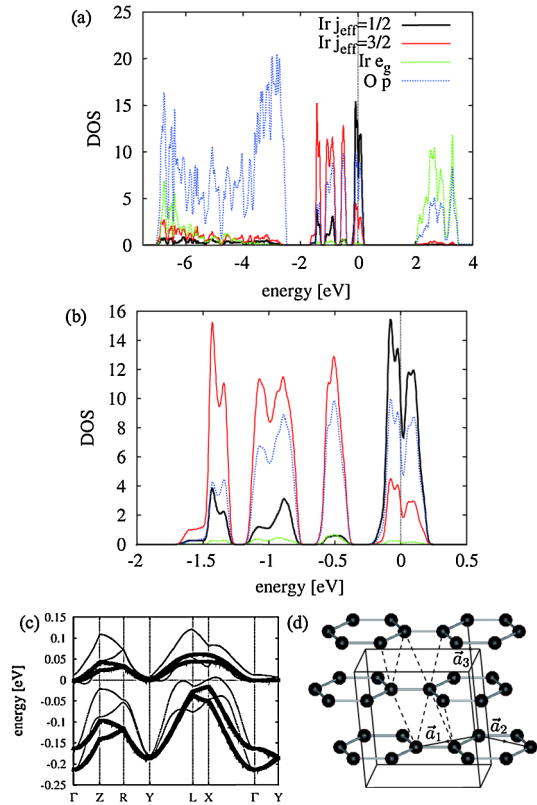 (a)
Ir j_eff=1/2
Ir j_eff=3/2
Ir e_g
O p
25
20
15
10
5
0
DOS
-6 -4 -2 0 2 4
energy [eV]
(b)
16
14
12
10
8
6
4
2
0
DOS
-2 -1.5 -1 -0.5 0 0.5
energy [eV]
(c)
0.15
0.1
0.05
0
-0.05
-0.1
-0.15
-0.2
-0.25
energy [eV]
Γ Z R Y L X Γ Y
(d)
a⃗₃
a⃗₁
a⃗₂